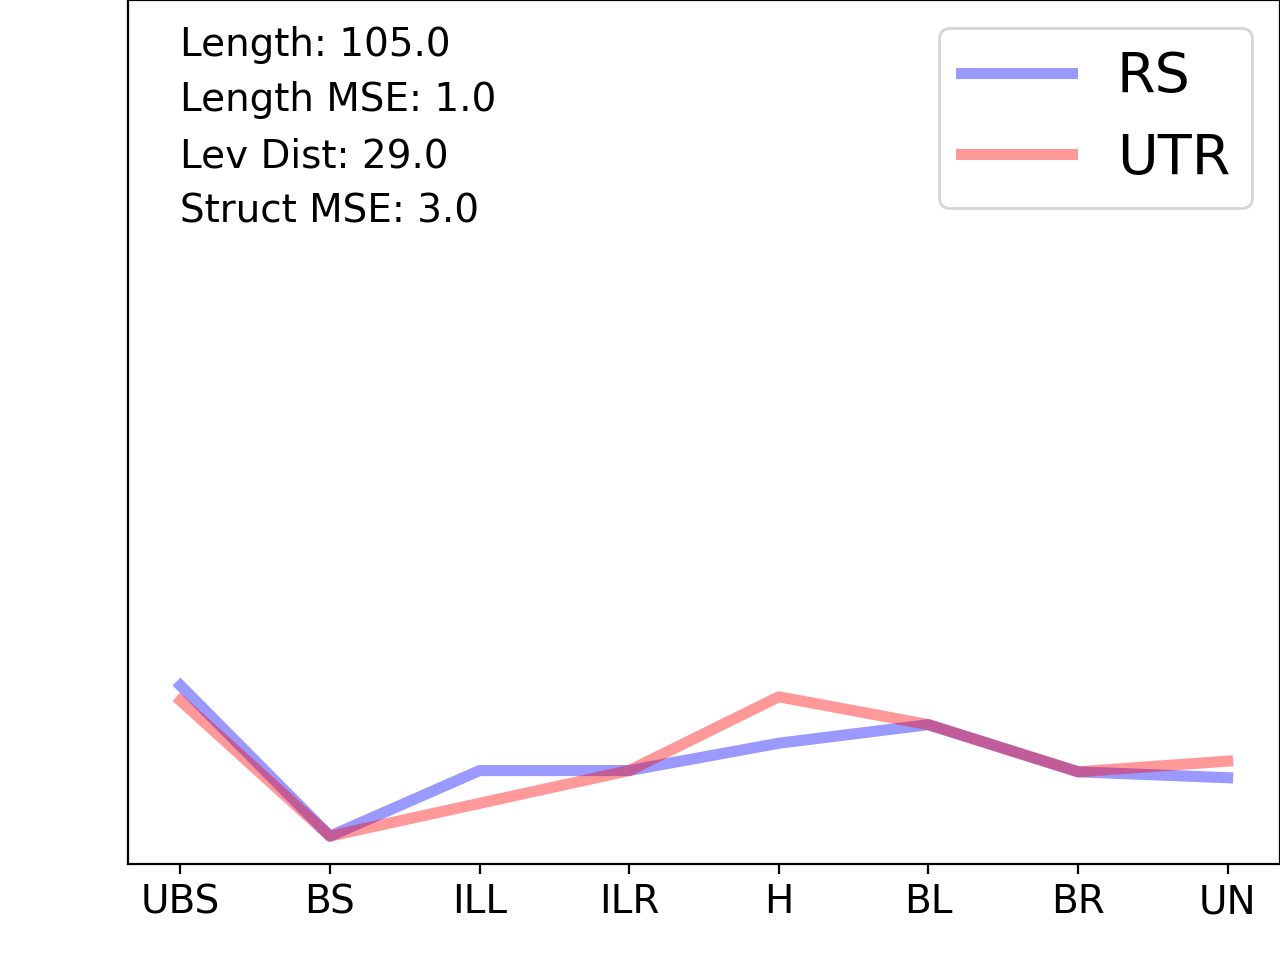 Length: 105.0
Length MSE: 1.0
Lev Dist: 29.0
Struct MSE: 3.0
RS
UTR
UBS BS ILL ILR H BL BR UN